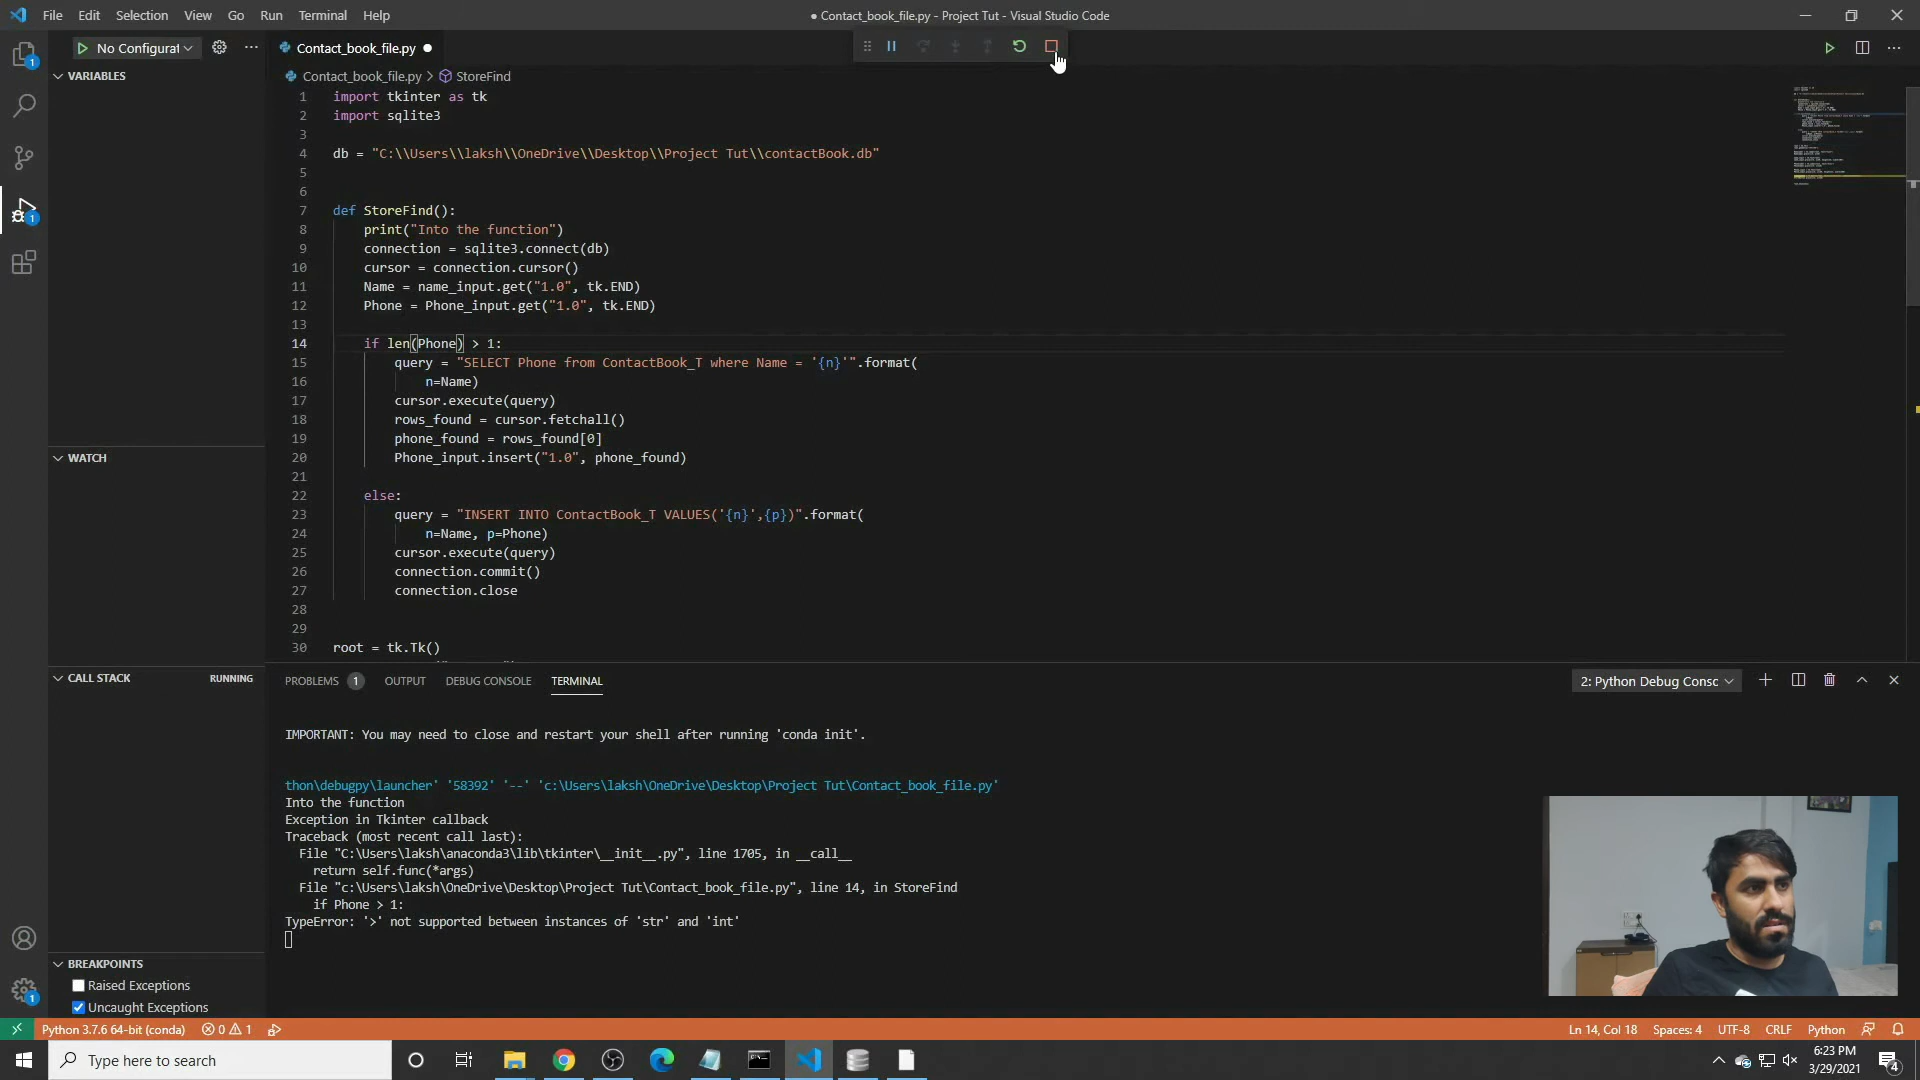 File Edit Selection View Go Run Terminal Help
● Contact_book_file.py - Project Tut - Visual Studio Code
No Configurat
Contact_book_file.py
VARIABLES
Contact_book_file.py > StoreFind
1 import tkinter as tk
2 import sqlite3
3
4 db = "C:\\Users\\laksh\\OneDrive\\Desktop\\Project Tut\\contactBook.db"
5
6
7 def StoreFind():
8 print("Into the function")
9 connection = sqlite3.connect(db)
10 cursor = connection.cursor()
11 Name = name_input.get("1.0", tk.END)
12 Phone = Phone_input.get("1.0", tk.END)
13
14 if len(Phone) > 1:
15 query = "SELECT Phone from ContactBook_T where Name = '{n}'".format(
16 n=Name)
17 cursor.execute(query)
18 rows_found = cursor.fetchall()
19 phone_found = rows_found[0]
20 Phone_input.insert("1.0", phone_found)
21
22 else:
23 query = "INSERT INTO ContactBook_T VALUES('{n}',{p})".format(
24 n=Name, p=Phone)
25 cursor.execute(query)
26 connection.commit()
27 connection.close
28
29
30 root = tk.Tk()
WATCH
CALL STACK RUNNING
BREAKPOINTS
Raised Exceptions
Uncaught Exceptions
PROBLEMS 1 OUTPUT DEBUG CONSOLE TERMINAL
2: Python Debug Consc
IMPORTANT: You may need to close and restart your shell after running 'conda init'.
thon\debugpy\launcher' '58392' '--' 'c:\Users\laksh\OneDrive\Desktop\Project Tut\Contact_book_file.py'
Into the function
Exception in Tkinter callback
Traceback (most recent call last):
File "C:\Users\laksh\anaconda3\lib\tkinter\__init__.py", line 1705, in __call__
return self.func(*args)
File "c:\Users\laksh\OneDrive\Desktop\Project Tut\Contact_book_file.py", line 14, in StoreFind
if Phone > 1:
TypeError: '>' not supported between instances of 'str' and 'int'
Python 3.7.6 64-bit (conda) 0 1
Ln 14, Col 18 Spaces: 4 UTF-8 CRLF Python
Type here to search
6:23 PM
3/29/2021
4